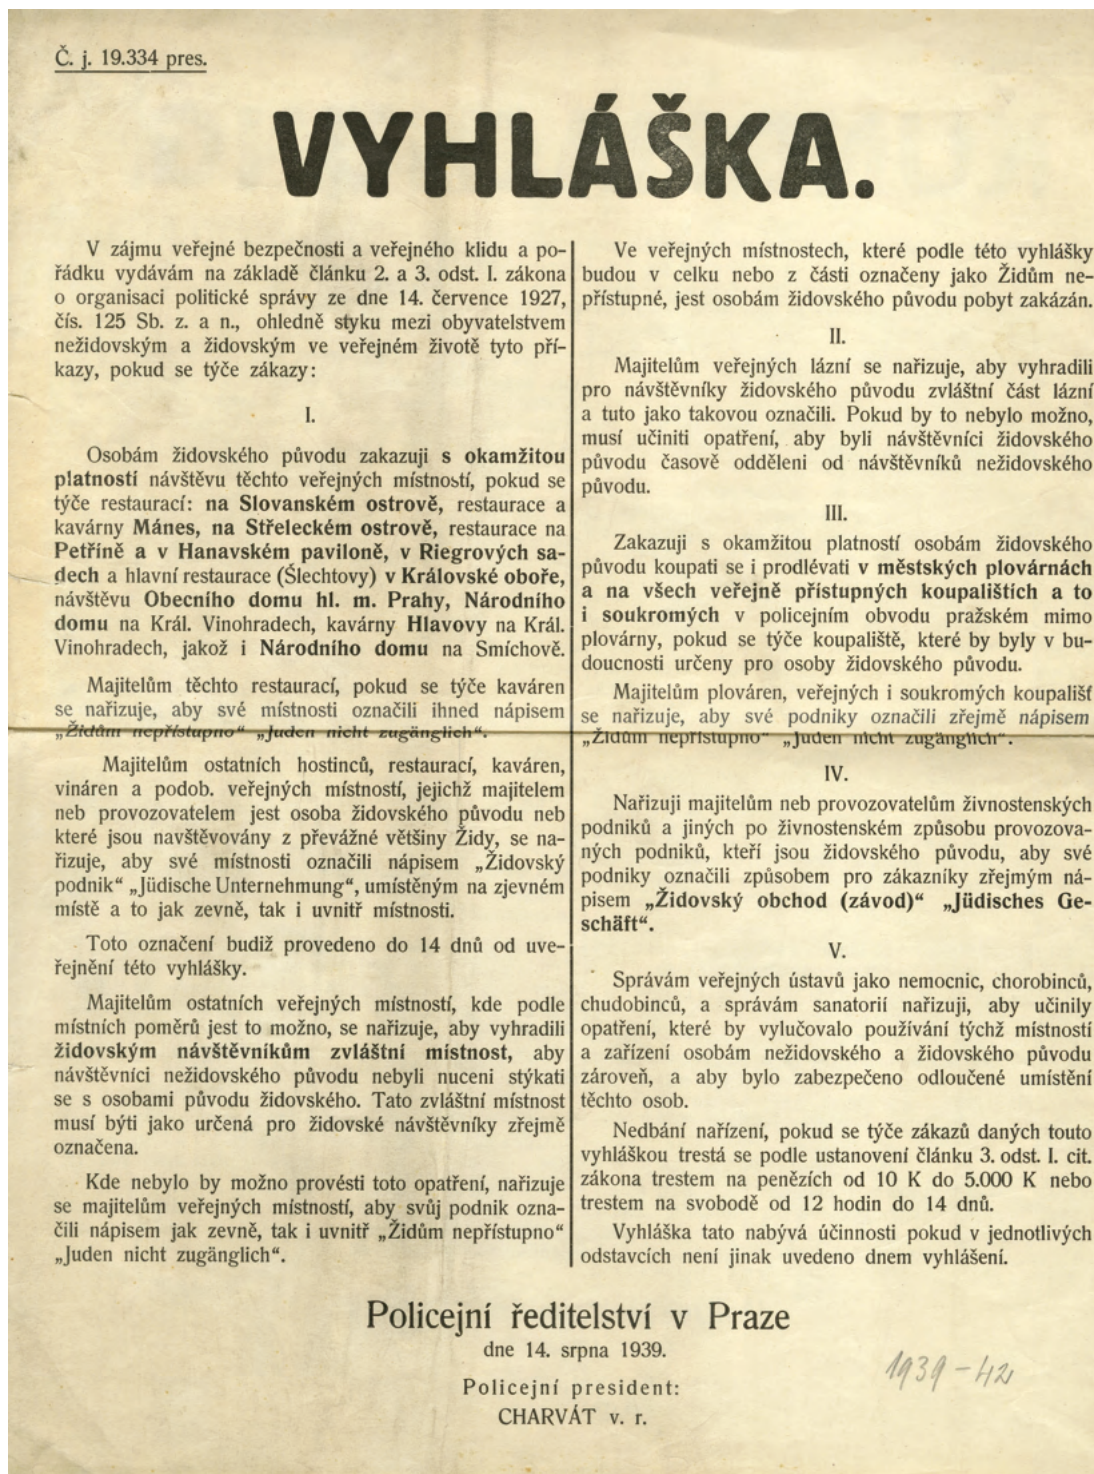 Č. j. 19.334 pres.
VYHLÁŠKA.
V zájmu veřejné bezpečnosti a veřejného klidu a po-
řádku vydávám na základě článku 2. a 3. odst. I. zákona
o organisaci politické správy ze dne 14. července 1927,
čís. 125 Sb. z. a n., ohledně styku mezi obyvatelstvem
nežidovským a židovským ve veřejném životě tyto pří-
kazy, pokud se týče zákazy:
I.
Osobám židovského původu zakazuji s okamžitou
platností návštěvu těchto veřejných místností, pokud se
týče restaurací: na Slovanském ostrově, restaurace a
kavárny Mánes, na Střeleckém ostrově, restaurace na
Petříně a v Hanavském paviloně, v Riegrových sa-
dech a hlavní restaurace (Šlechtovy) v Královské oboře,
návštěvu Obecního domu hl. m. Prahy, Národního
domu na Král. Vinohradech, kavárny Hlavovy na Král.
Vinohradech, jakož i Národního domu na Smíchově.
Majitelům těchto restaurací, pokud se týče kaváren
se nařizuje, aby své místnosti označili ihned nápisem
„Židům nepřístupno“ „Juden nicht zugänglich“.
Majitelům ostatních hostinců, restaurací, kaváren,
vináren a podob. veřejných místností, jejichž majitelem
neb provozovatelem jest osoba židovského původu neb
které jsou navštěvovány z převážné většiny Židy, se na-
řizuje, aby své místnosti označili nápisem „Židovský
podnik“ „Jüdische Unternehmung“, umístěným na zjevném
místě a to jak zevně, tak i uvnitř místnosti.
Toto označení budiž provedeno do 14 dnů od uve-
řejnění této vyhlášky.
Majitelům ostatních veřejných místností, kde podle
místních poměrů jest to možno, se nařizuje, aby vyhradili
židovským návštěvníkům zvláštní místnost, aby
návštěvníci nežidovského původu nebyli nuceni stýkati
se s osobami původu židovského. Tato zvláštní místnost
musí býti jako určená pro židovské návštěvníky zřejmě
označena.
Kde nebylo by možno provésti toto opatření, nařizuje
se majitelům veřejných místností, aby svůj podnik ozna-
čili nápisem jak zevně, tak i uvnitř „Židům nepřístupno“
„Juden nicht zugänglich“.
Ve veřejných místnostech, které podle této vyhlášky
budou v celku nebo z části označeny jako Židům ne-
přístupné, jest osobám židovského původu pobyt zakázán.
II.
Majitelům veřejných lázní se nařizuje, aby vyhradili
pro návštěvníky židovského původu zvláštní část lázní
a tuto jako takovou označili. Pokud by to nebylo možno,
musí učiniti opatření, aby byli návštěvníci židovského
původu časově odděleni od návštěvníků nežidovského
původu.
III.
Zakazuji s okamžitou platností osobám židovského
původu koupati se i prodlévati v městských plovárnách
a na všech veřejně přístupných koupalištích a to
i soukromých v policejním obvodu pražském mimo
plovárny, pokud se týče koupaliště, které by byly v bu-
doucnosti určeny pro osoby židovského původu.
Majitelům plováren, veřejných i soukromých koupališť
se nařizuje, aby své podniky označili zřejmě nápisem
„Židům nepřístupno“ „Juden nicht zugänglich“.
IV.
Nařizuji majitelům neb provozovatelům živnostenských
podniků a jiných po živnostenském způsobu provozova-
ných podniků, kteří jsou židovského původu, aby své
podniky označili způsobem pro zákazníky zřejmým ná-
pisem „Židovský obchod (závod)“ „Jüdisches Ge-
schäft“.
V.
Správám veřejných ústavů jako nemocnic, chorobinců,
chudobinců, a správám sanatorií nařizuji, aby učinily
opatření, které by vylučovalo používání týchž místností
a zařízení osobám nežidovského a židovského původu
zároveň, a aby bylo zabezpečeno odloučené umístění
těchto osob.
Nedbání nařízení, pokud se týče zákazů daných touto
vyhláškou trestá se podle ustanovení článku 3. odst. I. cit.
zákona trestem na penězích od 10 K do 5.000 K nebo
trestem na svobodě od 12 hodin do 14 dnů.
Vyhláška tato nabývá účinnosti pokud v jednotlivých
odstavcích není jinak uvedeno dnem vyhlášení.
Policejní ředitelství v Praze
dne 14. srpna 1939.
Policejní president:
CHARVÁT v. r.
1939-42